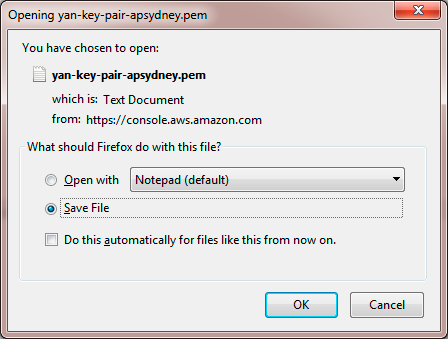 Opening yan-key-pair-apsydney.pem
You have chosen to open:
yan-key-pair-apsydney.pem
which is: Text Document
from: https://console.aws.amazon.com
What should Firefox do with this file?
Open with Notepad (default)
Save File
Do this automatically for files like this from now on.
OK Cancel